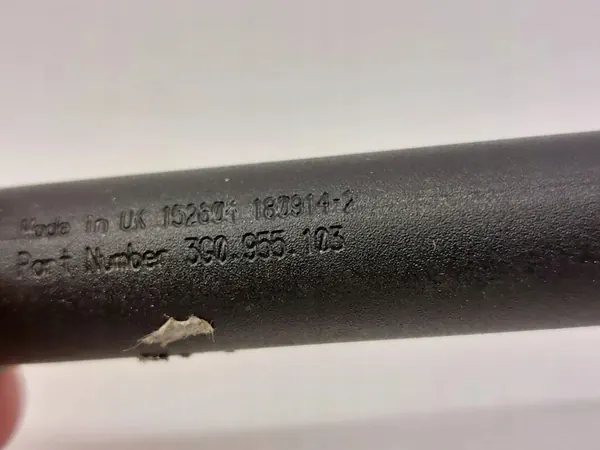 Made in UK 152604 180914-2
Part Number 3G0.955.103